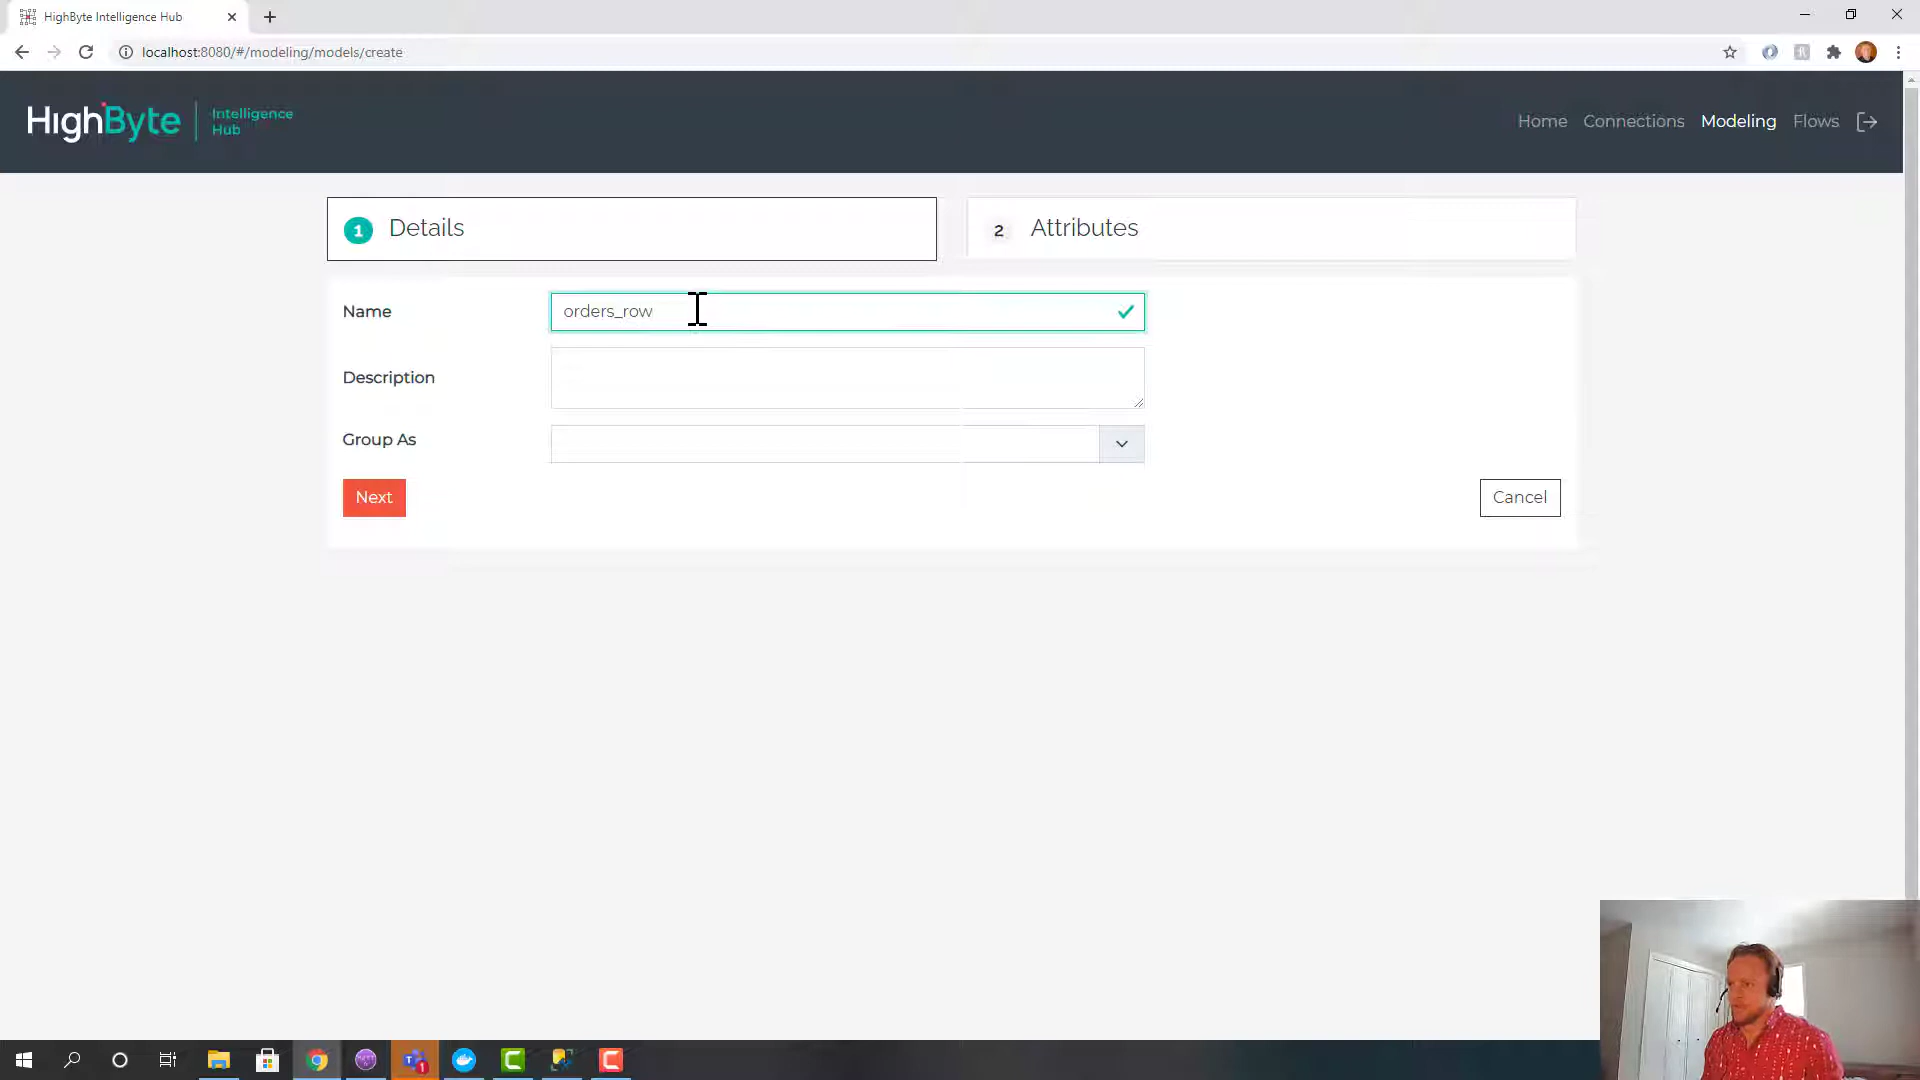 HighByte Intelligence Hub
localhost:8080/#/modeling/models/create
HighByte
Intelligence
Hub
Home Connections Modeling Flows
1 Details
2 Attributes
Name
orders_row
Description
Group As
Next
Cancel
1